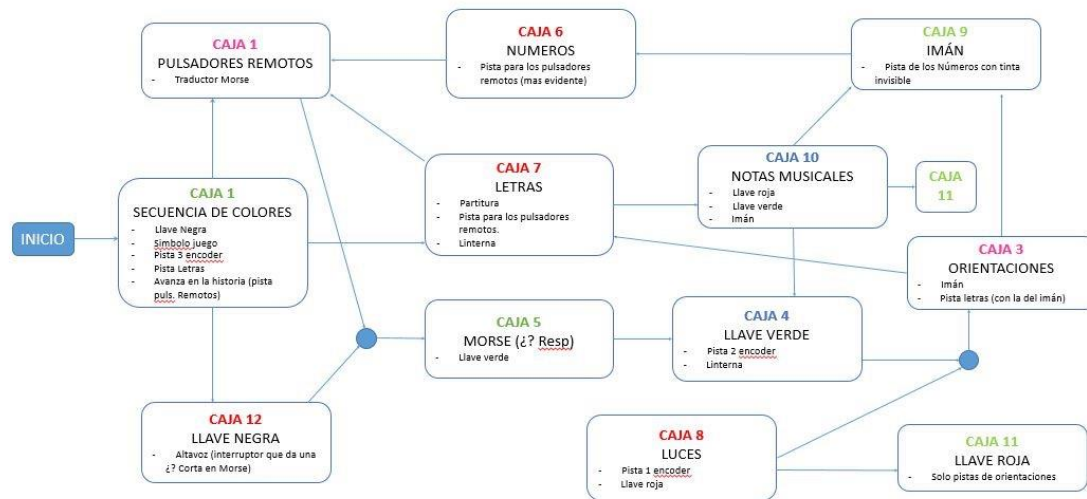 CAJA 1
PULSADORES REMOTOS
- Traductor Morse
CAJA 6
NUMEROS
- Pista para los pulsadores
remotos (mas evidente)
CAJA 9
IMÁN
- Pista de los Números con tinta
invisible
INICIO
CAJA 1
SECUENCIA DE COLORES
- Llave Negra
- Simbolo juego
- Pista 3 encoder
- Pista Letras
- Avanza en la historia (pista
puls. Remotos)
CAJA 7
LETRAS
- Partitura
- Pista para los pulsadores
remotos.
- Linterna
CAJA 10
NOTAS MUSICALES
- Llave roja
- Llave verde
- Imán
CAJA
11
CAJA 3
ORIENTACIONES
- Imán
- Pista letras (con la del imán)
CAJA 5
MORSE (¿? Resp)
- Llave verde
CAJA 4
LLAVE VERDE
- Pista 2 encoder
- Linterna
CAJA 12
LLAVE NEGRA
- Altavoz (interruptor que da una
¿? Corta en Morse)
CAJA 8
LUCES
- Pista 1 encoder
- Llave roja
CAJA 11
LLAVE ROJA
- Solo pistas de orientaciones